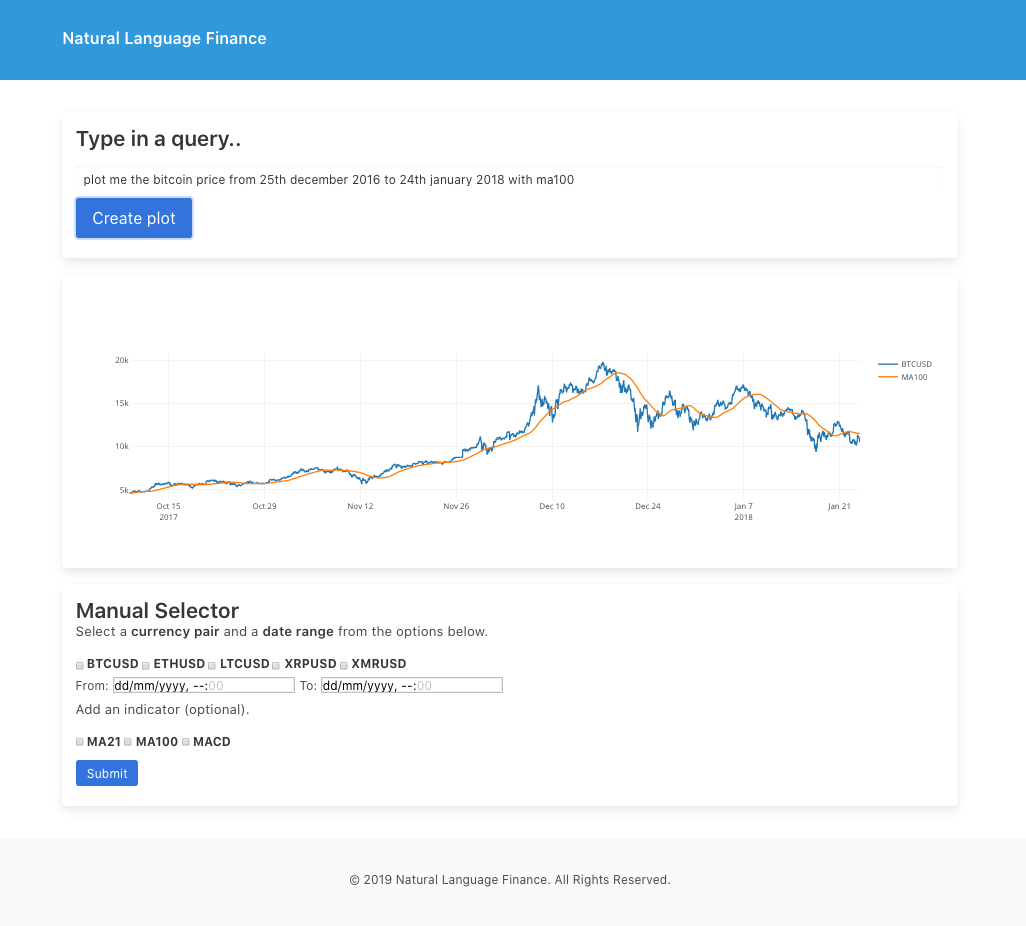 Natural Language Finance
Type in a query..
plot me the bitcoin price from 25th december 2016 to 24th january 2018 with ma100
Create plot
20k
15k
10k
5k
Oct 15
2017
Oct 29
Nov 12
Nov 26
Dec 10
Dec 24
Jan 7
2018
Jan 21
BTCUSD
MA100
Manual Selector
Select a currency pair and a date range from the options below.
BTCUSD ETHUSD LTCUSD XRPUSD XMRUSD
From: dd/mm/yyyy, --:00 To: dd/mm/yyyy, --:00
Add an indicator (optional).
MA21 MA100 MACD
Submit
© 2019 Natural Language Finance. All Rights Reserved.